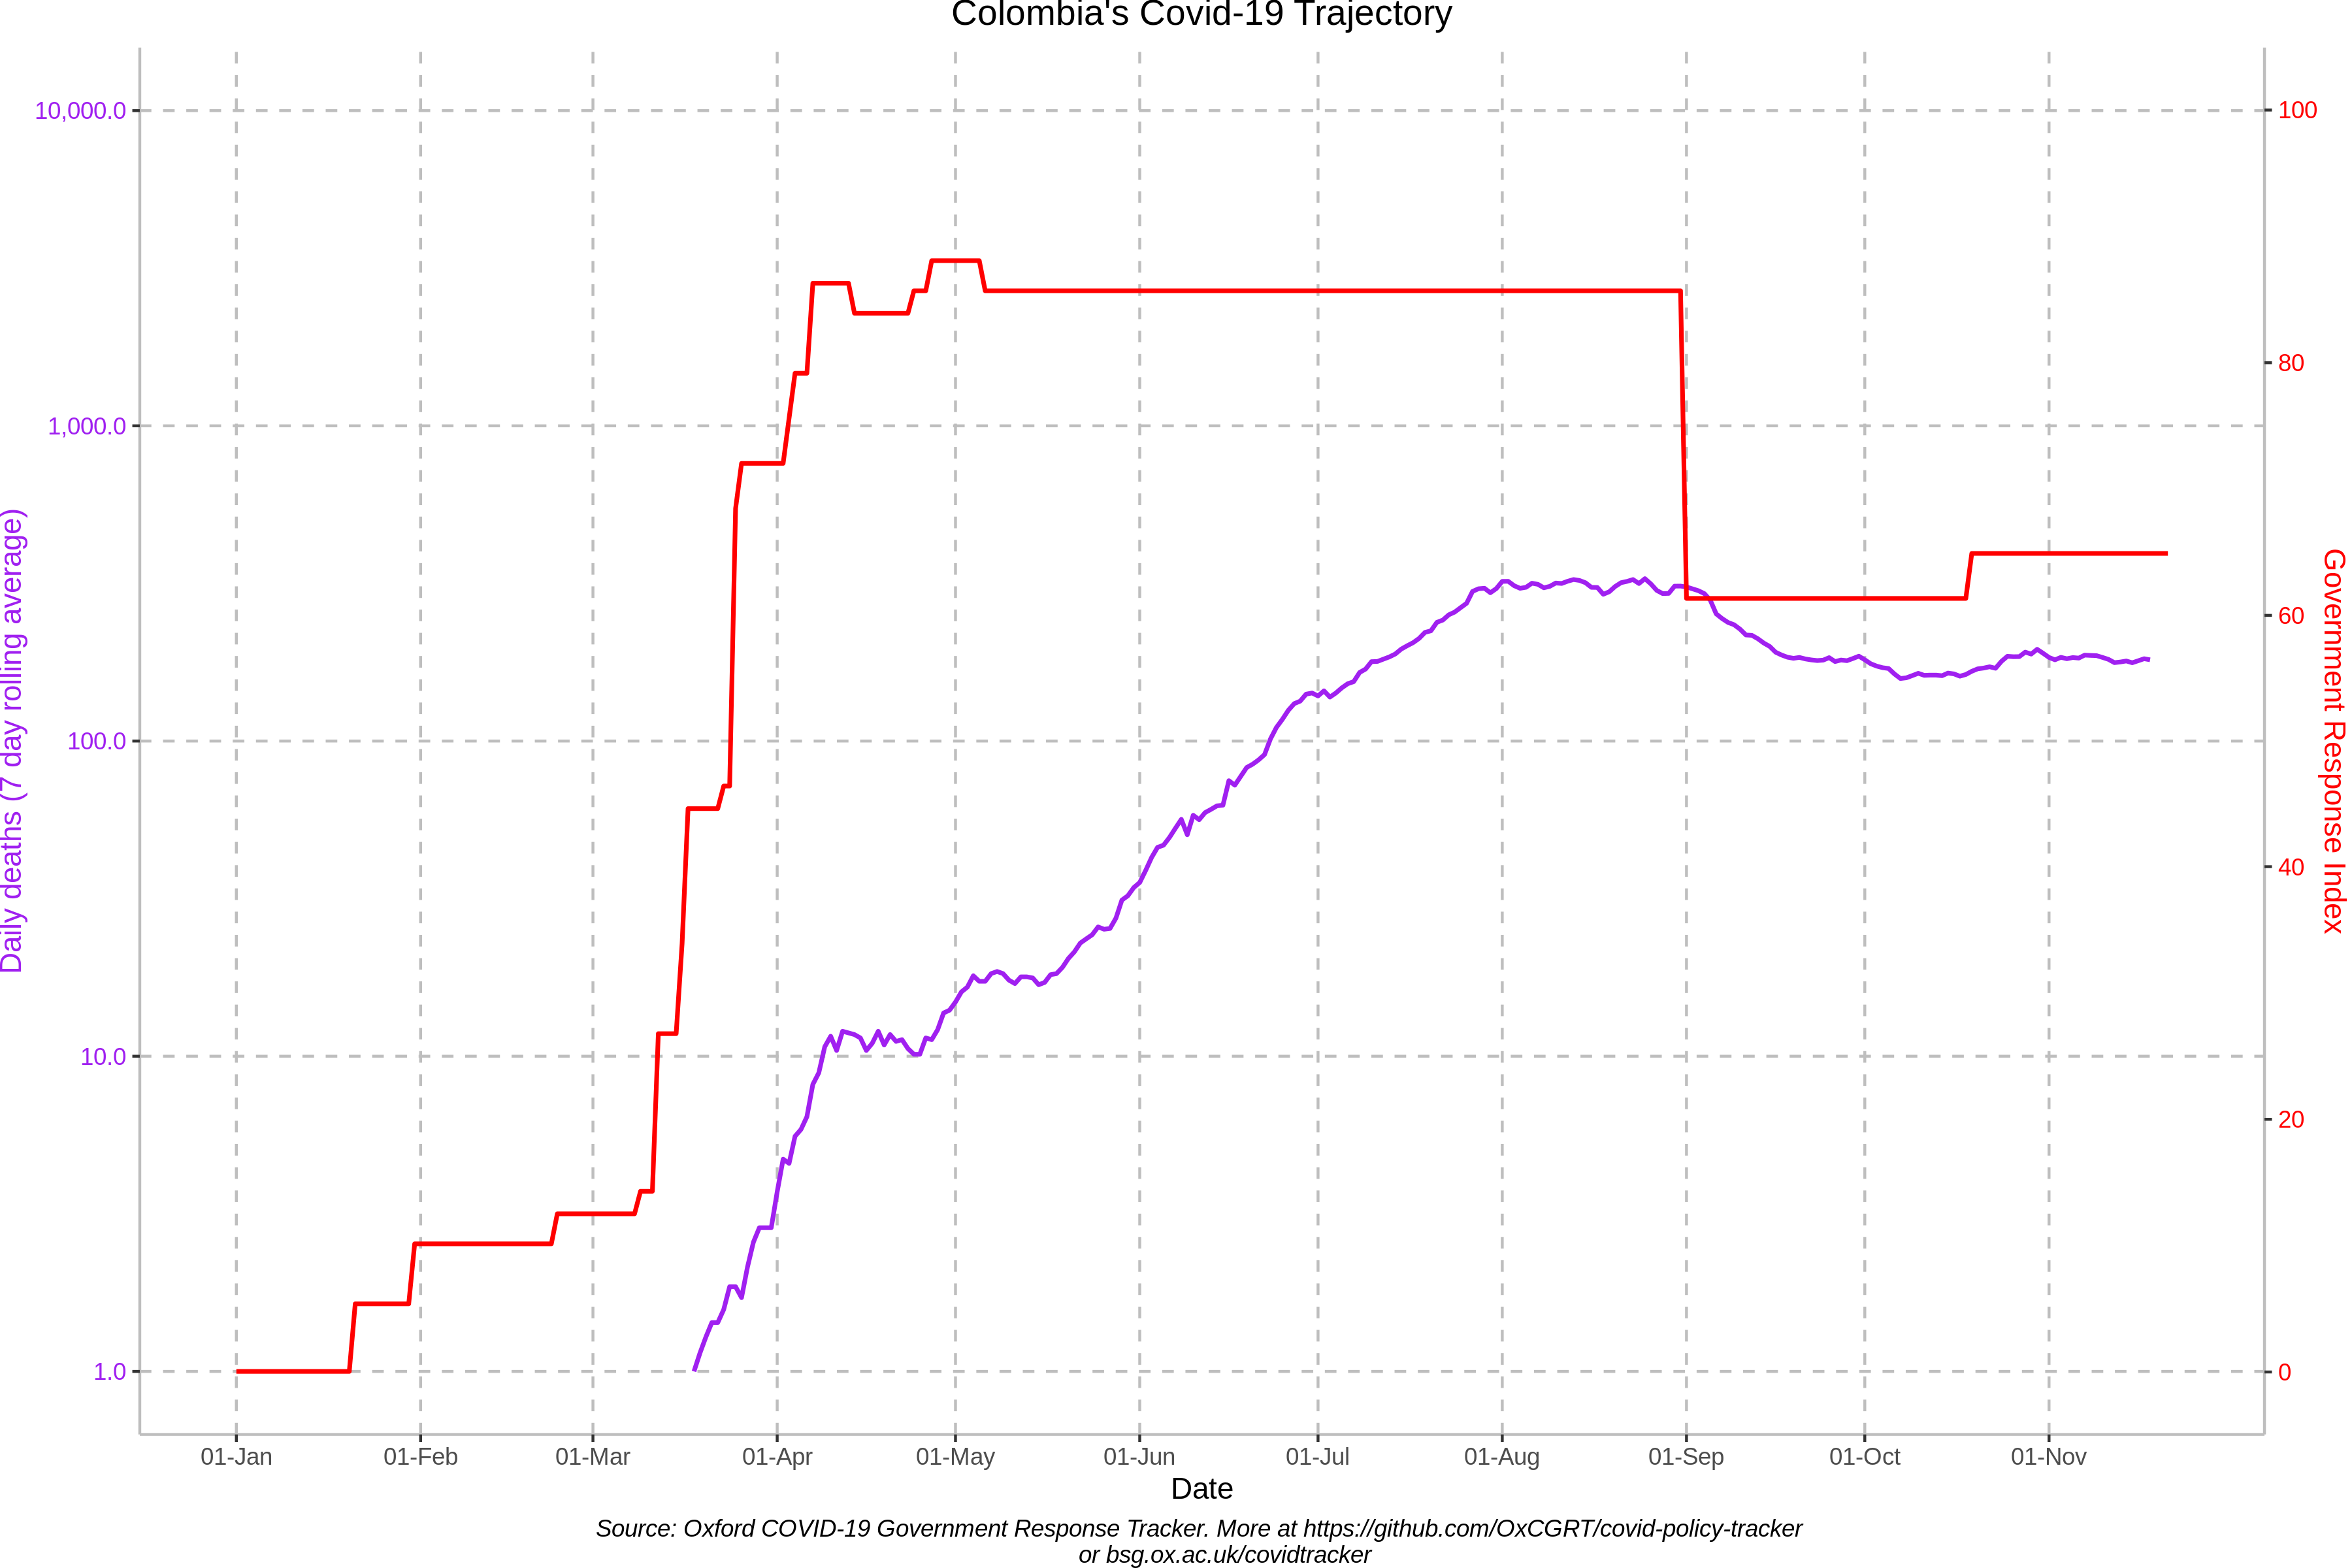 Colombia's Covid-19 Trajectory
10,000.0
1,000.0
100.0
10.0
1.0
Daily deaths (7 day rolling average)
100
80
60
40
20
0
Government Response Index
01-Jan 01-Feb 01-Mar 01-Apr 01-May 01-Jun 01-Jul 01-Aug 01-Sep 01-Oct 01-Nov
Date
Source: Oxford COVID-19 Government Response Tracker. More at https://github.com/OxCGRT/covid-policy-tracker
or bsg.ox.ac.uk/covidtracker